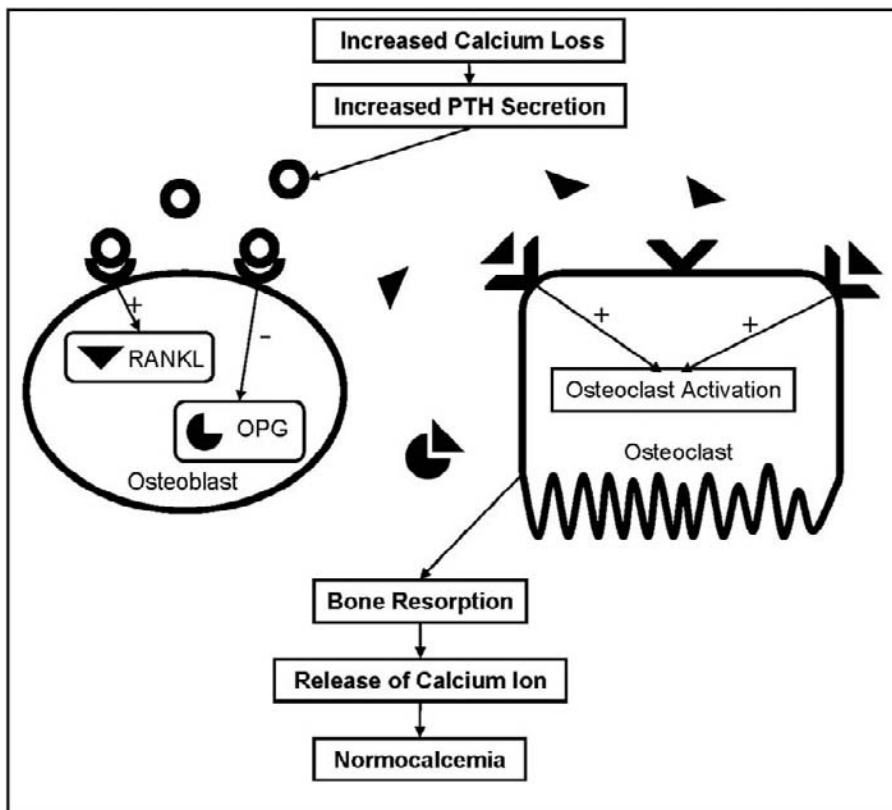 Increased Calcium Loss
Increased PTH Secretion
+
RANKL
-
OPG
Osteoblast
+
+
Osteoclast Activation
Osteoclast
Bone Resorption
Release of Calcium Ion
Normocalcemia